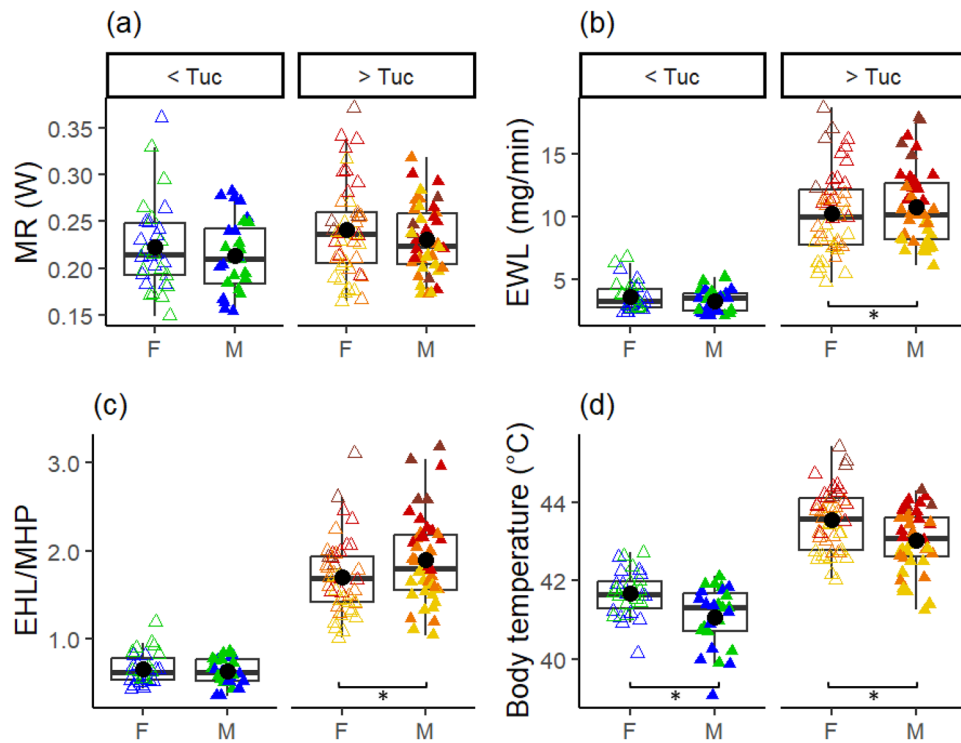 (a)
(b)
< Tuc
> Tuc
< Tuc
> Tuc
MR (W)
0.35
0.30
0.25
0.20
0.15
F
M
F
M
EWL (mg/min)
15
10
5
*
F
M
F
M
(c)
(d)
EHL/MHP
3.0
2.0
1.0
*
F
M
F
M
Body temperature (°C)
44
42
40
*
*
F
M
F
M